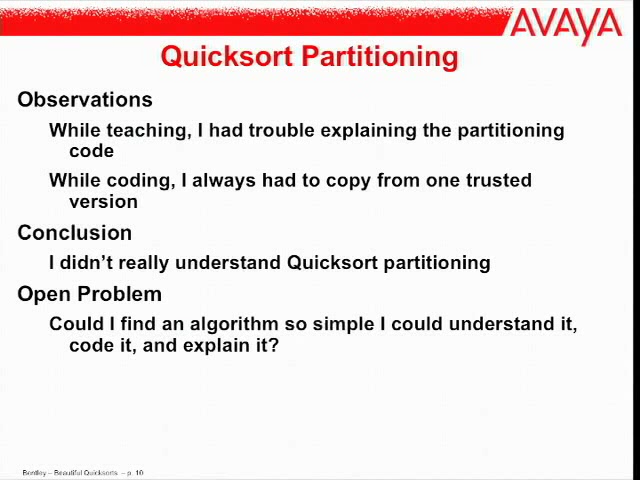 AVAYA
Quicksort Partitioning
Observations
While teaching, I had trouble explaining the partitioning
code
While coding, I always had to copy from one trusted
version
Conclusion
I didn't really understand Quicksort partitioning
Open Problem
Could I find an algorithm so simple I could understand it,
code it, and explain it?
Bentley – Beautiful Quicksorts – p. 10